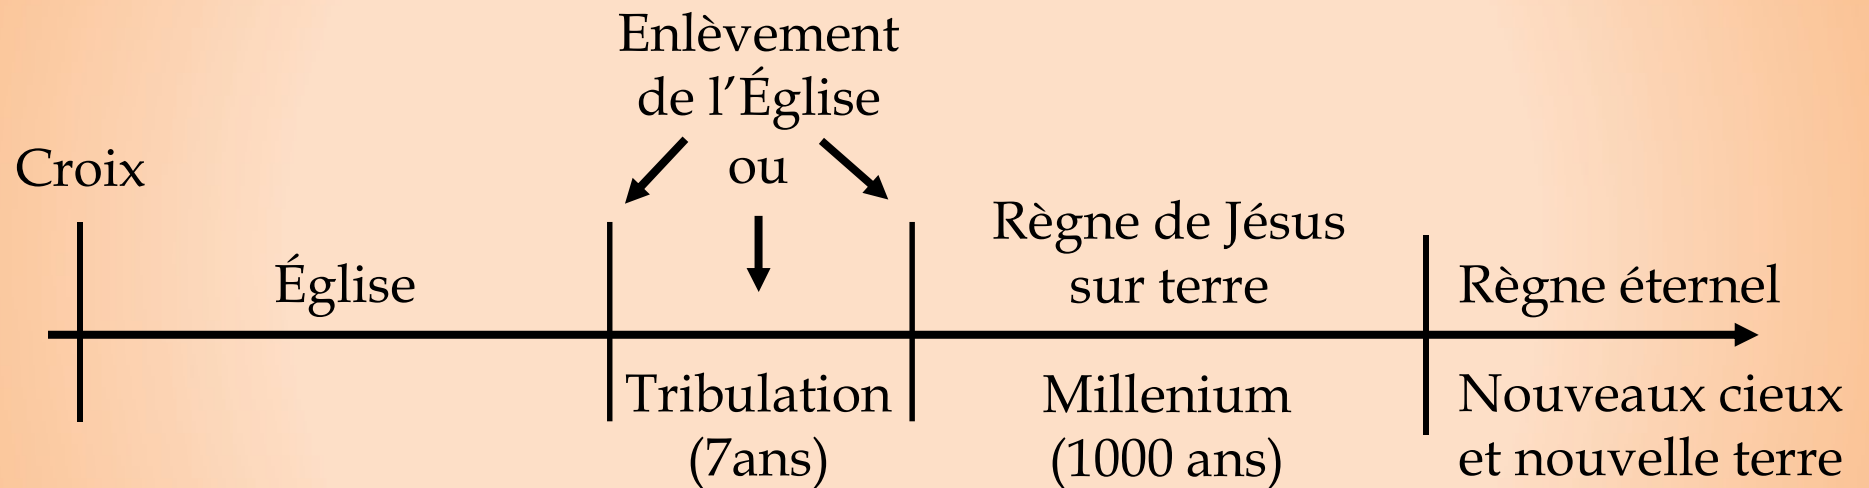 Enlèvement
de l’Église
ou
Croix
Église
Règne de Jésus
sur terre
Règne éternel
Tribulation
(7ans)
Millenium
(1000 ans)
Nouveaux cieux
et nouvelle terre